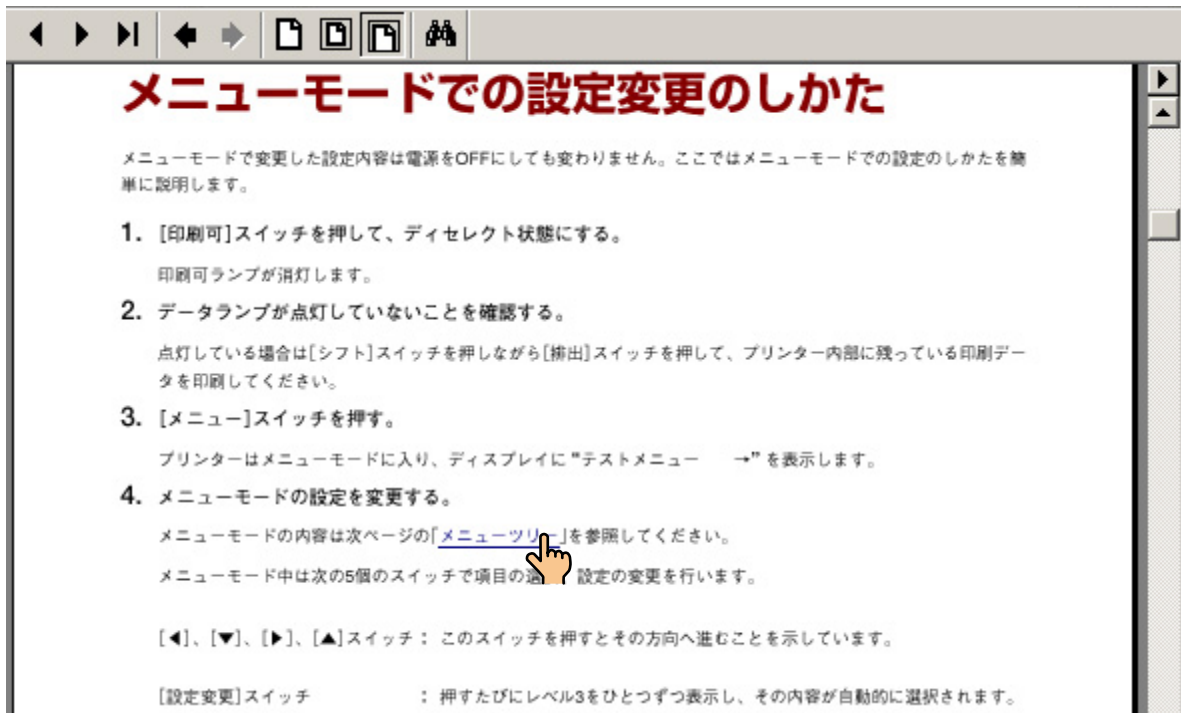 メニューモードでの設定変更のしかた
メニューモードで変更した設定内容は電源をOFFにしても変わりません。ここではメニューモードでの設定のしかたを簡
単に説明します。
1. [印刷可]スイッチを押して、ディセレクト状態にする。
印刷可ランプが消灯します。
2. データランプが点灯していないことを確認する。
点灯している場合は[シフト]スイッチを押しながら[排出]スイッチを押して、プリンター内部に残っている印刷デー
タを印刷してください。
3. [メニュー]スイッチを押す。
プリンターはメニューモードに入り、ディスプレイに“テストメニュー　　→”を表示します。
4. メニューモードの設定を変更する。
メニューモードの内容は次ページの「メニューツリー」を参照してください。
メニューモード中は次の5個のスイッチで項目の 設定の変更を行います。
[◀]、[▼]、[▶]、[▲]スイッチ： このスイッチを押すとその方向へ進むことを示しています。
[設定変更]スイッチ ： 押すたびにレベル3をひとつずつ表示し、その内容が自動的に選択されます。